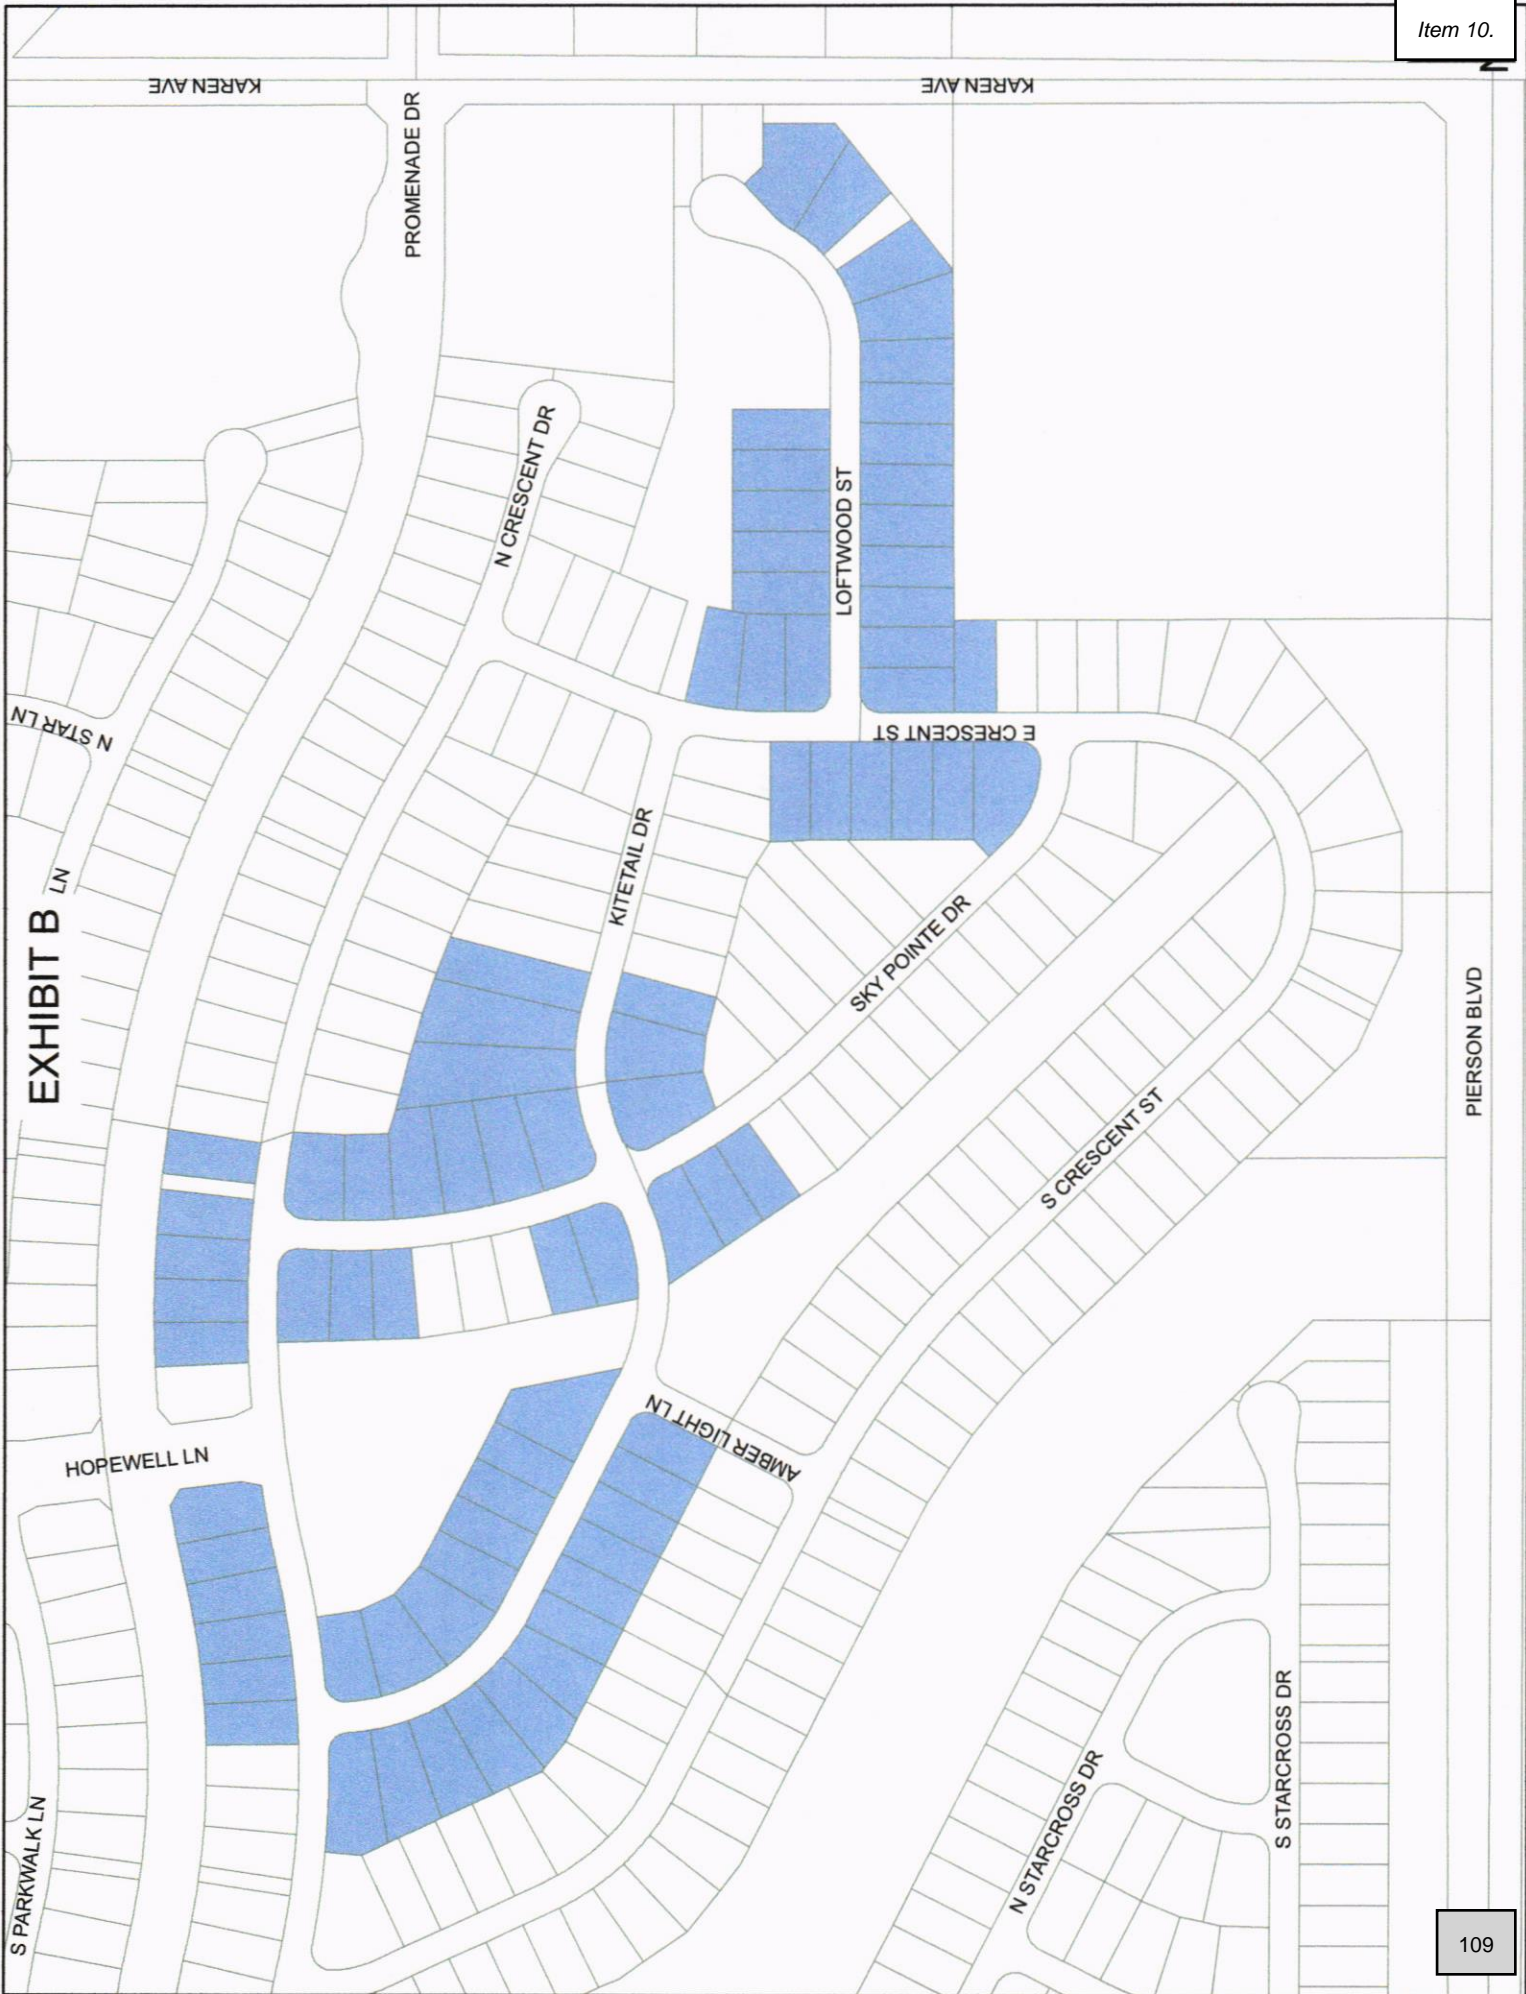 Item 10.
N
KAREN AVE
KAREN AVE
PROMENADE DR
N CRESCENT DR
LOFTWOOD ST
N STAR LN
E CRESCENT ST
KITETAIL DR
LN
EXHIBIT B
SKY POINTE DR
PIERSON BLVD
S CRESCENT ST
AMBER LIGHT LN
HOPEWELL LN
S STARCROSS DR
N STARCROSS DR
S PARKWALK LN
109